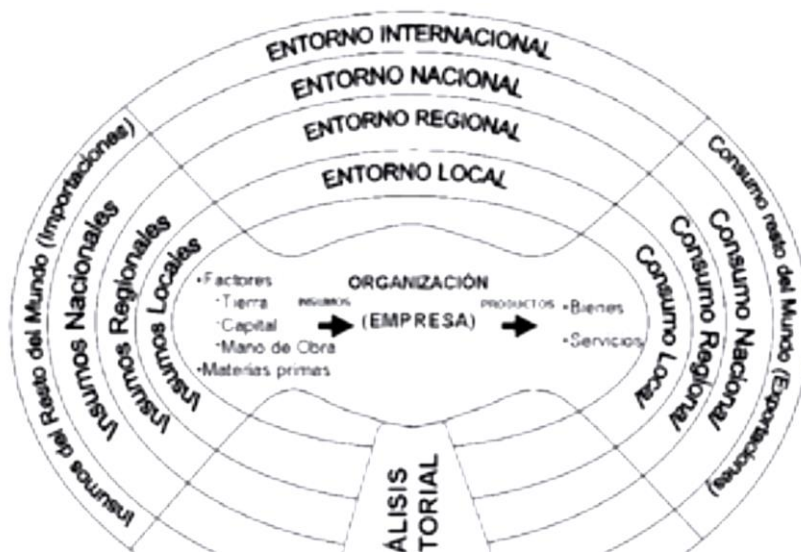 ENTORNO INTERNACIONAL
ENTORNO NACIONAL
ENTORNO REGIONAL
ENTORNO LOCAL
Insumos del Resto del Mundo (Importaciones)
Insumos Nacionales
Insumos Regionales
Insumos Locales
•Factores
•Tierra
•Capital
•Mano de Obra
•Materias primas
INSUMOS
ORGANIZACIÓN
(EMPRESA)
PRODUCTOS
•Bienes
•Servicios
Consumo Local
Consumo Regional
Consumo Nacional
Consumo resto del Mundo (Exportaciones)
ÁLISIS
TORIAL